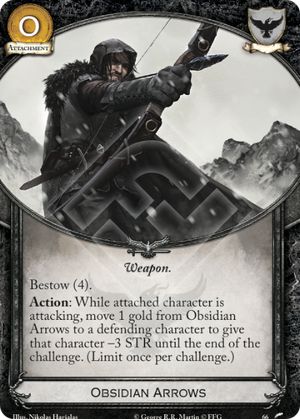 0
ATTACHMENT
Weapon.
Bestow (4).
Action: While attached character is
attacking, move 1 gold from Obsidian
Arrows to a defending character to give
that character –3 STR until the end of
the challenge. (Limit once per challenge.)
OBSIDIAN ARROWS
Illus. Nikolas Hagialas
© George R.R. Martin © FFG
66